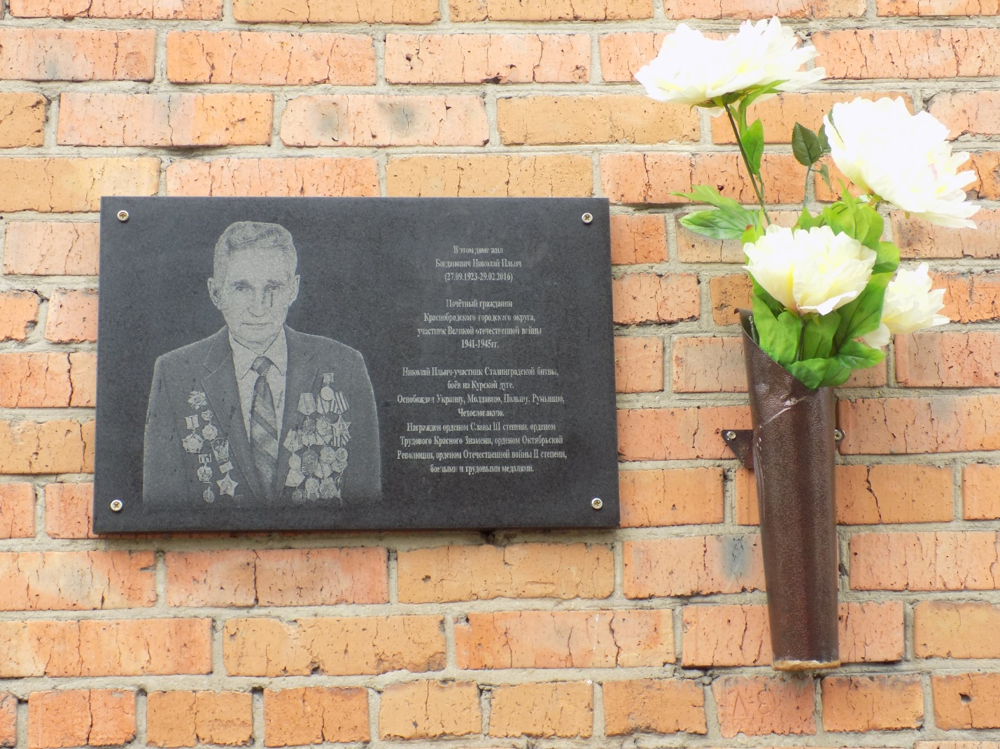 В этом доме жил
Богданович Николай Ильич
(27.09.1923-29.02.2016)
Почётный гражданин
Краснобродского городского округа,
участник Великой отечественной войны
1941-1945гг.
Николай Ильич-участник Сталинградской битвы,
боёв на Курской дуге.
Освобождал Украину, Молдавию, Польшу, Румынию,
Чехословакию.
Награжден орденом Славы III степени, орденом
Трудового Красного Знамени, орденом Октябрьской
Революции, орденом Отечественной войны II степени,
боевыми и трудовыми медалями.